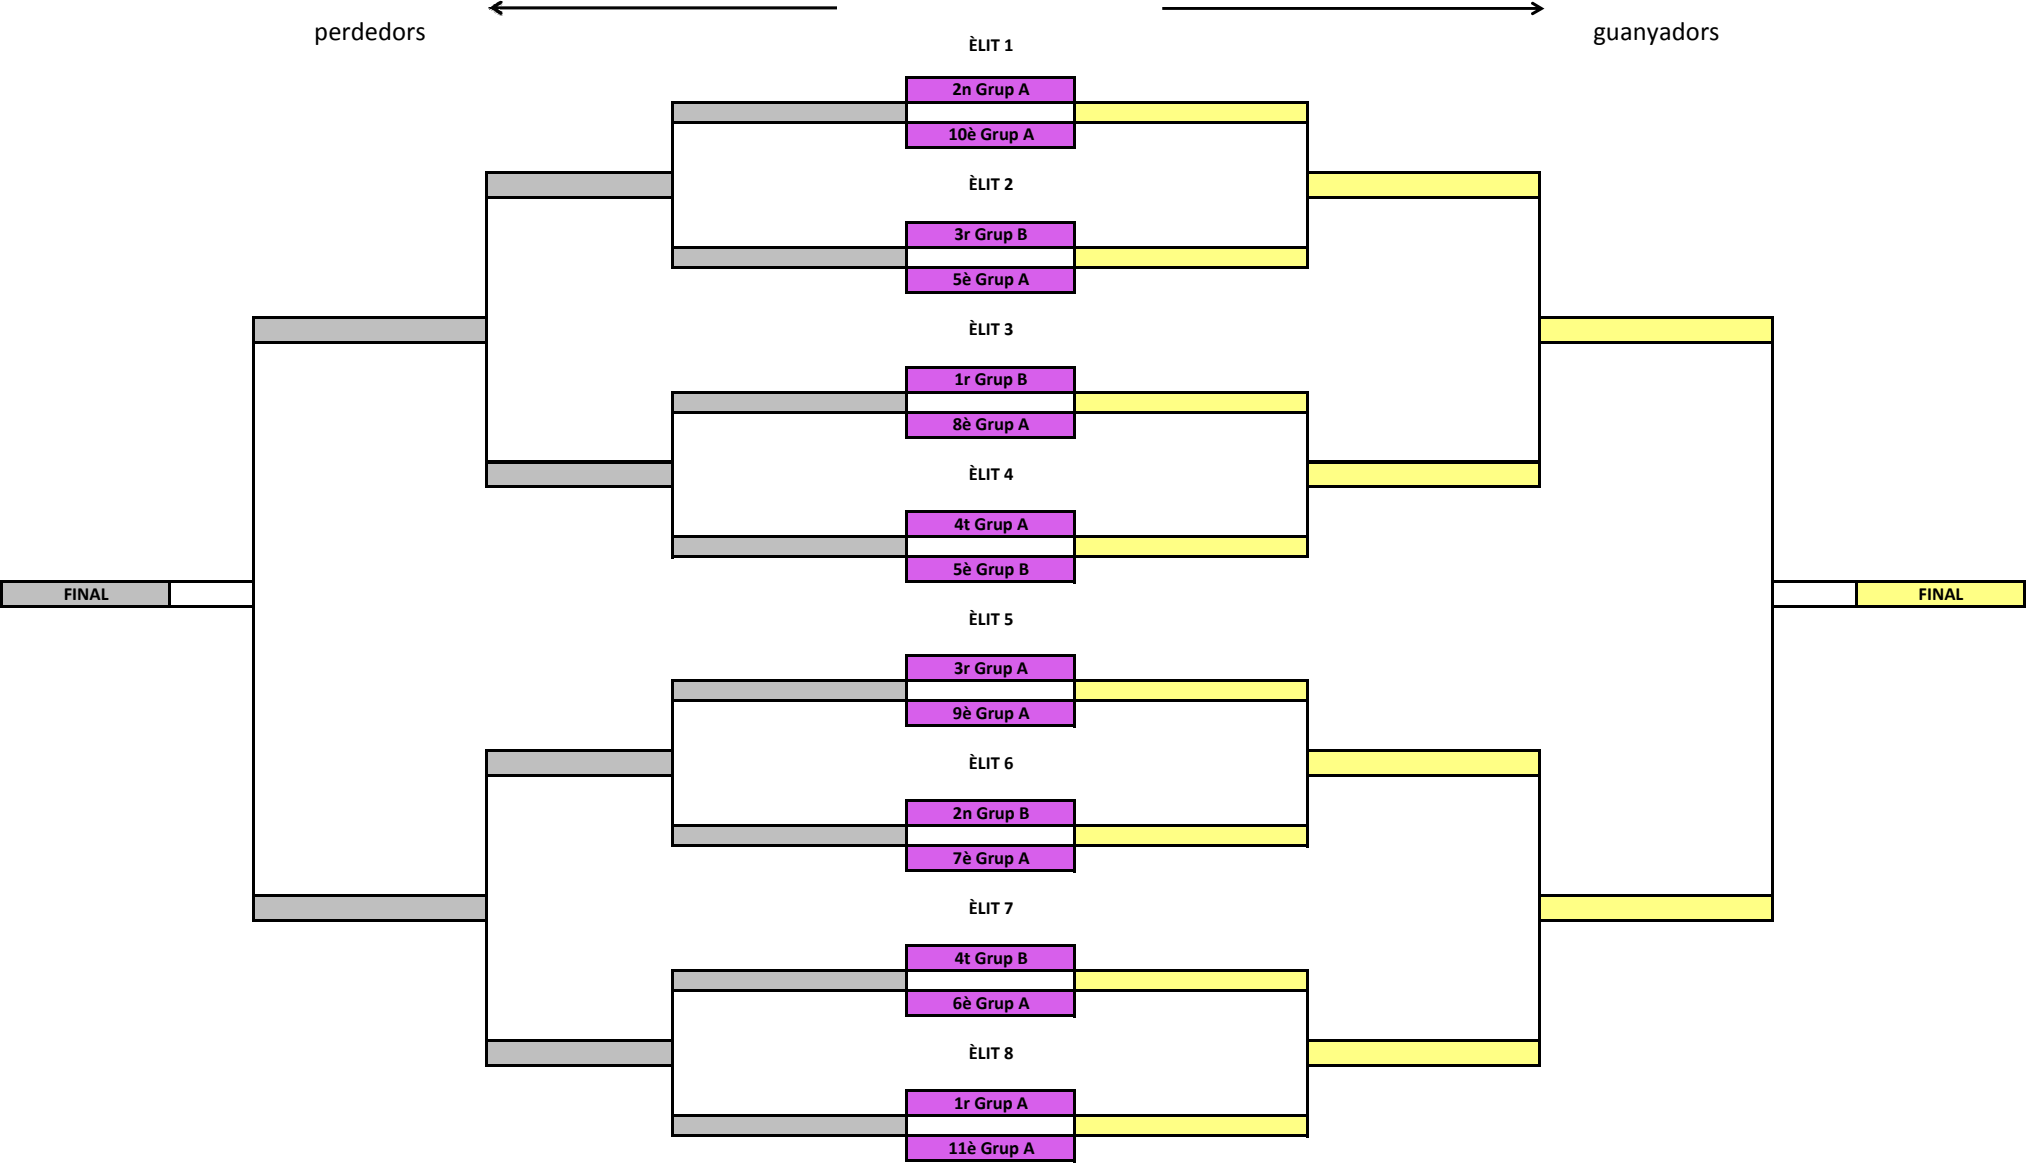 perdedors
guanyadors
ÈLIT 1
2n Grup A
10è Grup A
ÈLIT 2
3r Grup B
5è Grup A
ÈLIT 3
1r Grup B
8è Grup A
ÈLIT 4
4t Grup A
5è Grup B
FINAL
FINAL
ÈLIT 5
3r Grup A
9è Grup A
ÈLIT 6
2n Grup B
7è Grup A
ÈLIT 7
4t Grup B
6è Grup A
ÈLIT 8
1r Grup A
11è Grup A